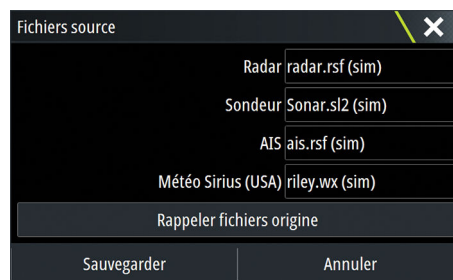 Fichiers source
Radar radar.rsf (sim)
Sondeur Sonar.sl2 (sim)
AIS ais.rsf (sim)
Météo Sirius (USA) riley.wx (sim)
Rappeler fichiers origine
Sauvegarder Annuler